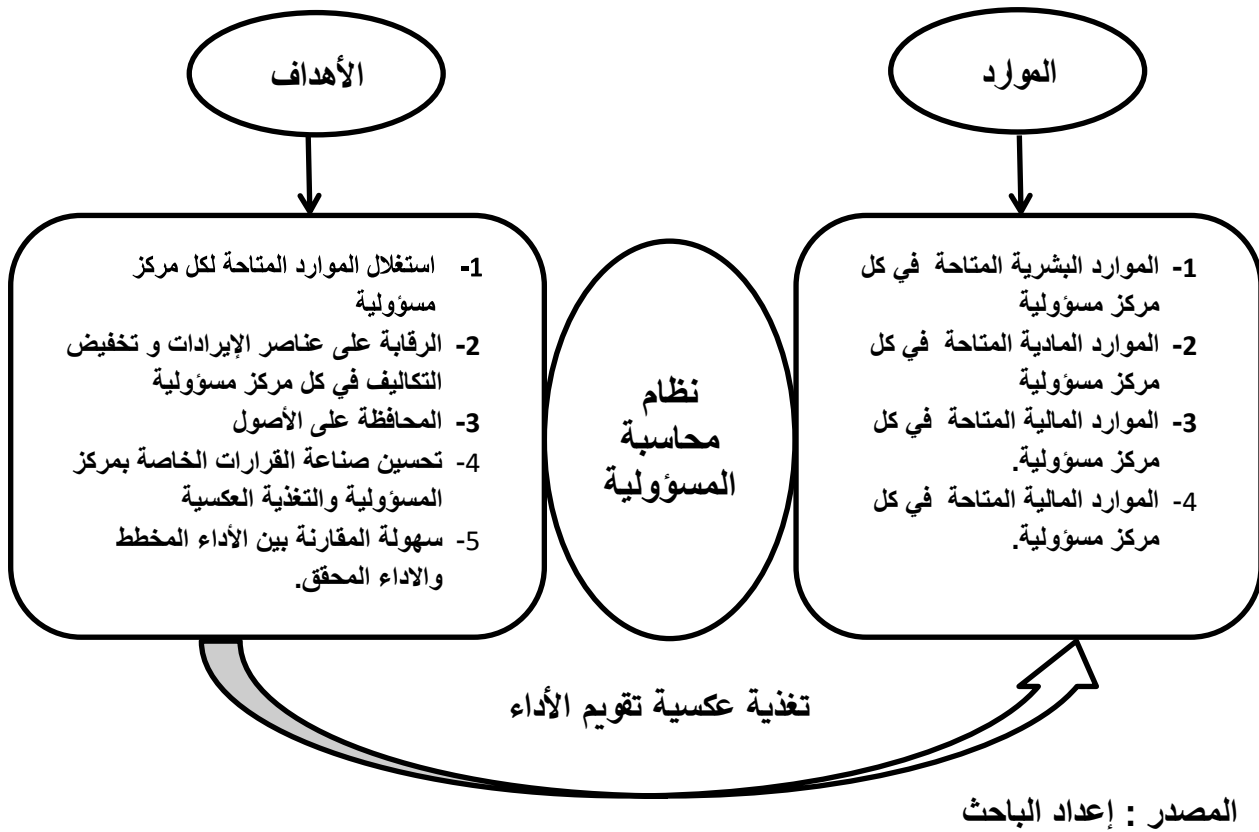 الموارد
1- الموارد البشرية المتاحة في كل
مركز مسؤولية
2- الموارد المادية المتاحة في كل
مركز مسؤولية
3- الموارد المالية المتاحة في كل
مركز مسؤولية.
4- الموارد المالية المتاحة في كل
مركز مسؤولية.
نظام
محاسبة
المسؤولية
الأهداف
1- استغلال الموارد المتاحة لكل مركز
مسؤولية
2- الرقابة على عناصر الإيرادات و تخفيض
التكاليف في كل مركز مسؤولية
3- المحافظة على الأصول
4- تحسين صناعة القرارات الخاصة بمركز
المسؤولية والتغذية العكسية
5- سهولة المقارنة بين الأداء المخطط
والاداء المحقق.
تغذية عكسية تقويم الأداء
المصدر : إعداد الباحث